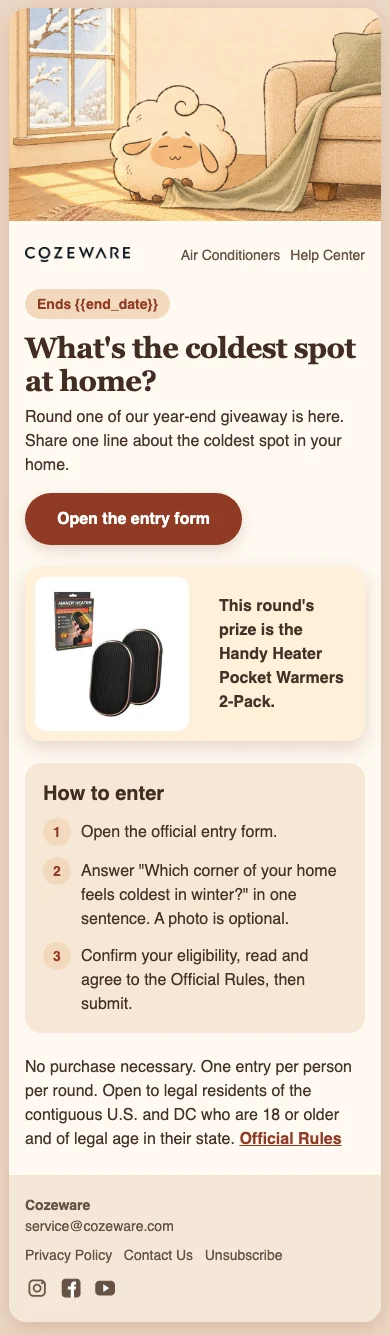 COZEWARE
Air Conditioners Help Center
Ends {{end_date}}
What's the coldest spot
at home?
Round one of our year-end giveaway is here.
Share one line about the coldest spot in your
home.
Open the entry form
HANDY HEATER
This round's
prize is the
Handy Heater
Pocket Warmers
2-Pack.
How to enter
1 Open the official entry form.
2 Answer "Which corner of your home
feels coldest in winter?" in one
sentence. A photo is optional.
3 Confirm your eligibility, read and
agree to the Official Rules, then
submit.
No purchase necessary. One entry per person
per round. Open to legal residents of the
contiguous U.S. and DC who are 18 or older
and of legal age in their state. Official Rules
Cozeware
service@cozeware.com
Privacy Policy Contact Us Unsubscribe